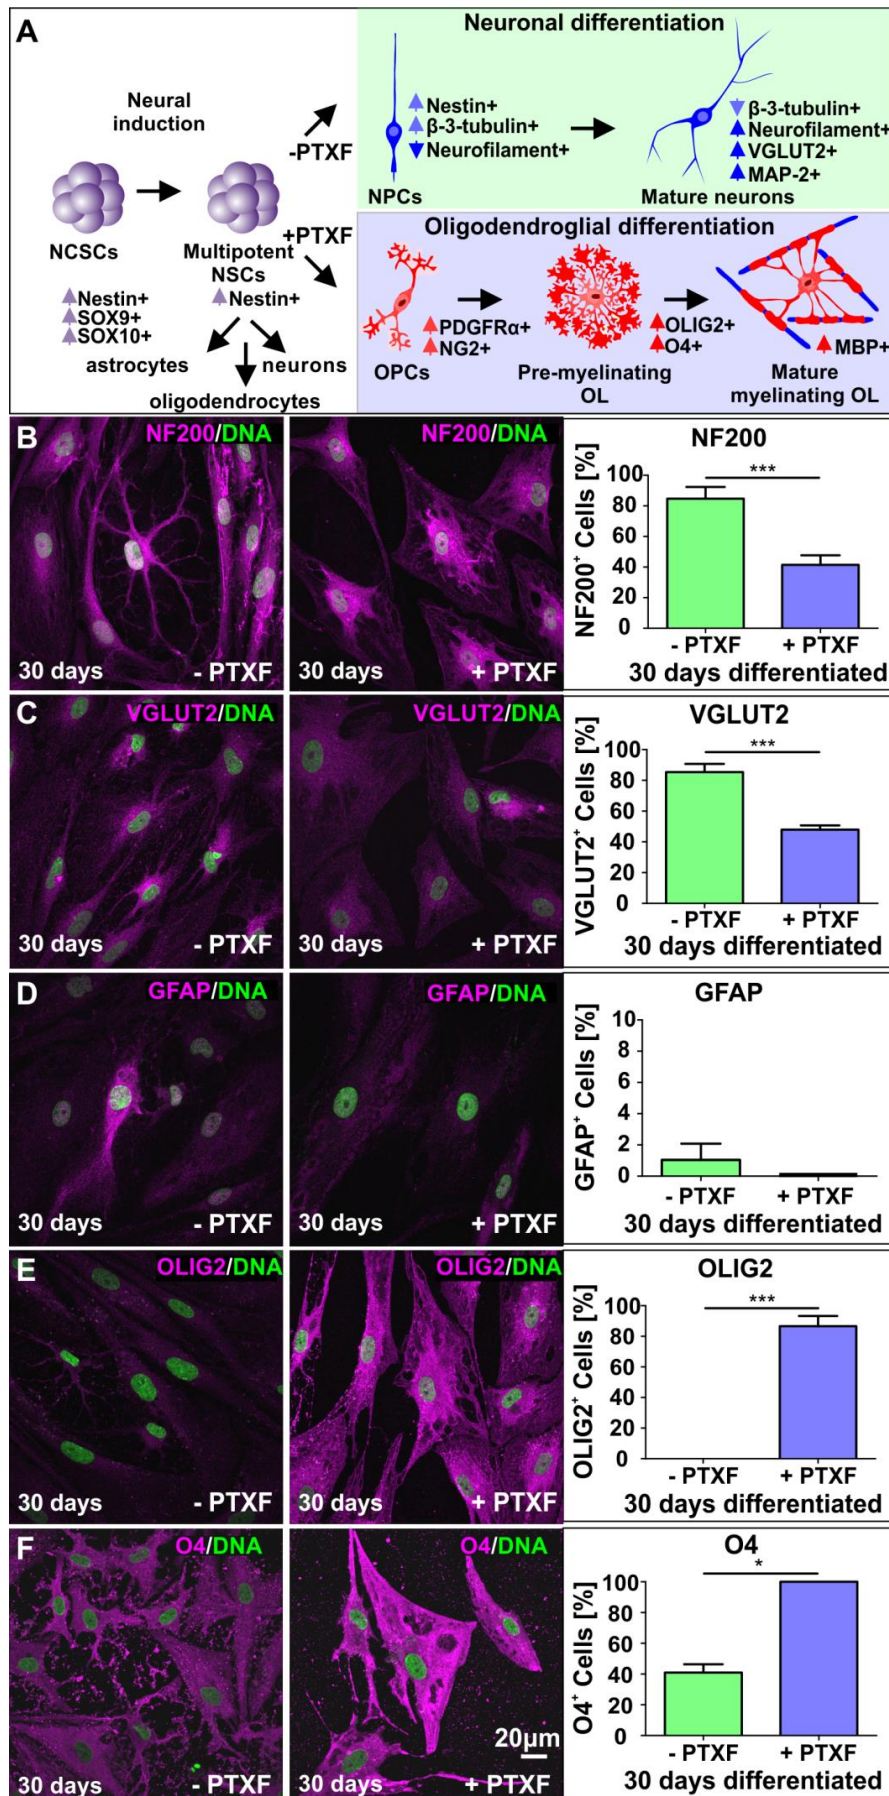 A
Neural
induction
NCSCs
Nestin+
SOX9+
SOX10+
Multipotent
NSCs
Nestin+
astrocytes
neurons
oligodendrocytes
-PTXF
+PTXF
Neuronal differentiation
Nestin+
β-3-tubulin+
Neurofilament+
NPCs
β-3-tubulin+
Neurofilament+
VGLUT2+
MAP-2+
Mature neurons
Oligodendroglial differentiation
PDGFRα+
NG2+
OPCs
OLIG2+
O4+
Pre-myelinating
OL
MBP+
Mature
myelinating OL
B
NF200/DNA
30 days
- PTXF
NF200/DNA
30 days
+ PTXF
NF200
***
NF200+ Cells [%]
100
80
60
40
20
0
- PTXF + PTXF
30 days differentiated
C
VGLUT2/DNA
30 days
- PTXF
VGLUT2/DNA
30 days
+ PTXF
VGLUT2
***
VGLUT2+ Cells [%]
100
80
60
40
20
0
- PTXF + PTXF
30 days differentiated
D
GFAP/DNA
30 days
- PTXF
GFAP/DNA
30 days
+ PTXF
GFAP
GFAP+ Cells [%]
10
8
6
4
2
0
- PTXF + PTXF
30 days differentiated
E
OLIG2/DNA
30 days
- PTXF
OLIG2/DNA
30 days
+ PTXF
OLIG2
***
OLIG2+ Cells [%]
100
80
60
40
20
0
- PTXF + PTXF
30 days differentiated
F
O4/DNA
30 days
- PTXF
O4/DNA
20μm
30 days
+ PTXF
O4
*
O4+ Cells [%]
100
80
60
40
20
0
- PTXF + PTXF
30 days differentiated